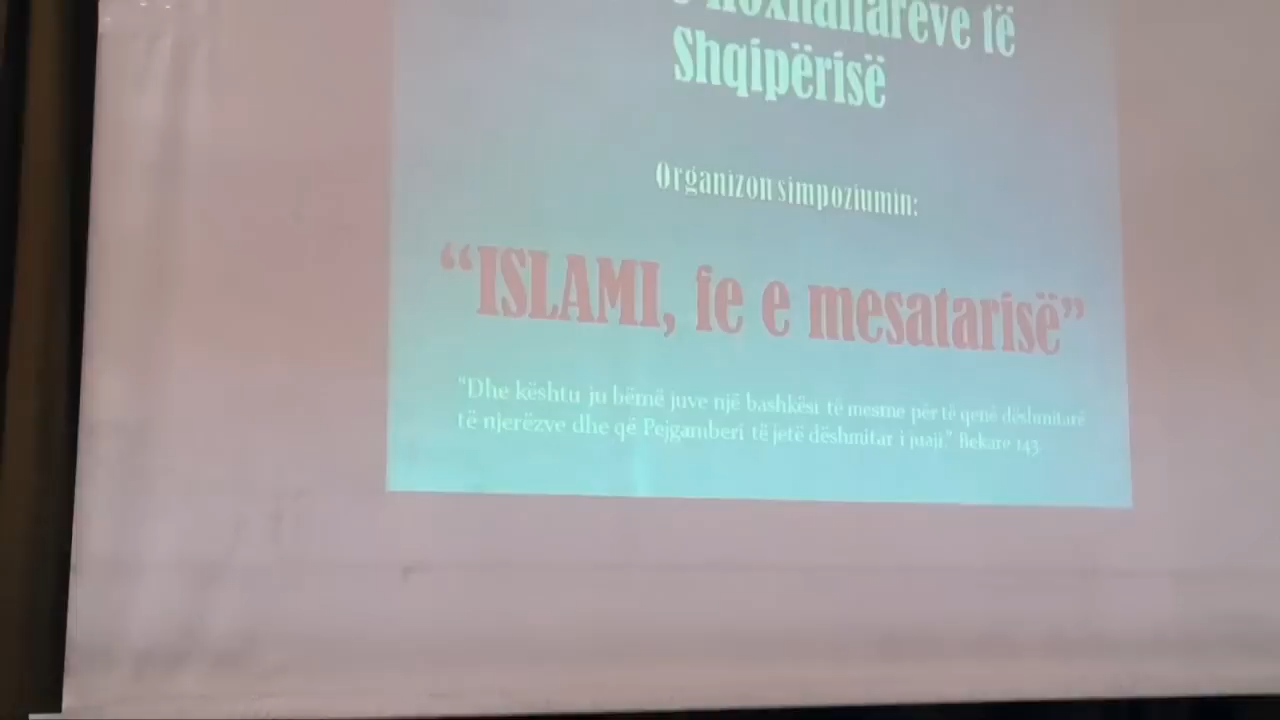 të
Shqipërisë
Organizon simpoziumin:
“ISLAMI, fe e mesatarisë”
“Dhe kështu ju bëmë juve një bashkësi të mesme për të qenë dëshmitarë
të njerëzve dhe që Pejgamberi të jetë dëshmitar i juaji.” Bekare 143